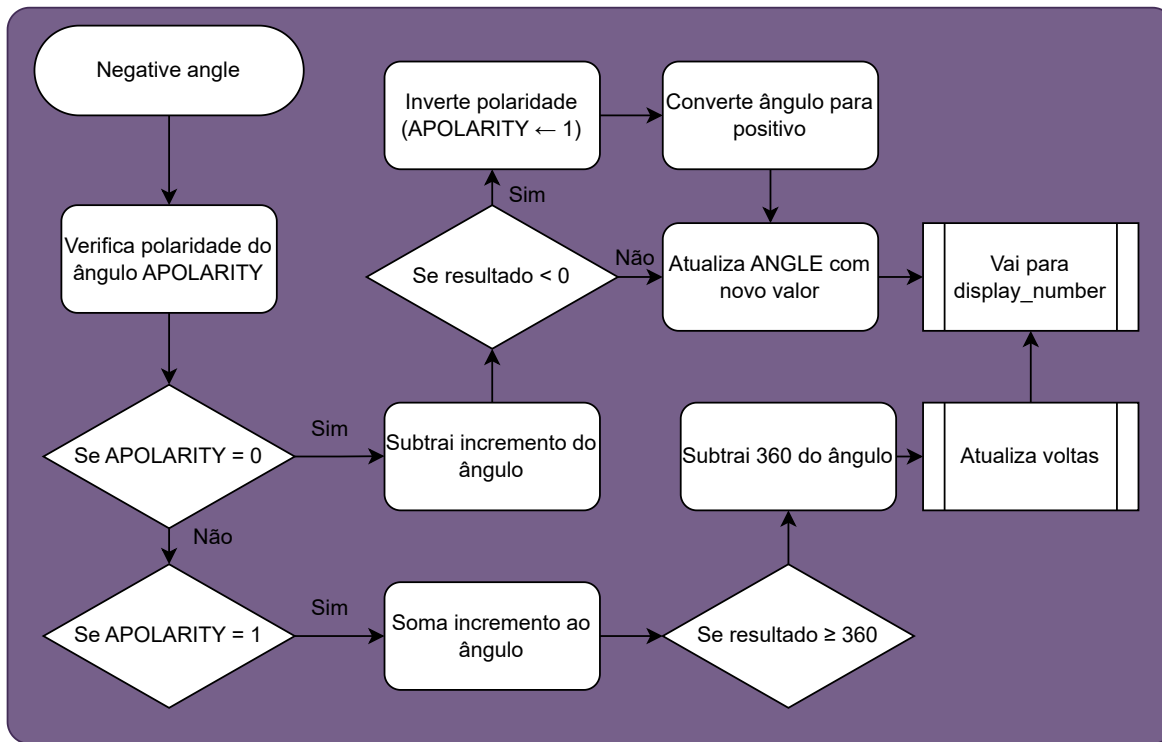 Negative angle
Verifica polaridade do
ângulo APOLARITY
Se APOLARITY = 0
Sim
Não
Subtrai incremento do
ângulo
Se resultado < 0
Sim
Não
Inverte polaridade
(APOLARITY ← 1)
Converte ângulo para
positivo
Atualiza ANGLE com
novo valor
Vai para
display_number
Se APOLARITY = 1
Sim
Soma incremento ao
ângulo
Se resultado ≥ 360
Subtrai 360 do ângulo
Atualiza voltas